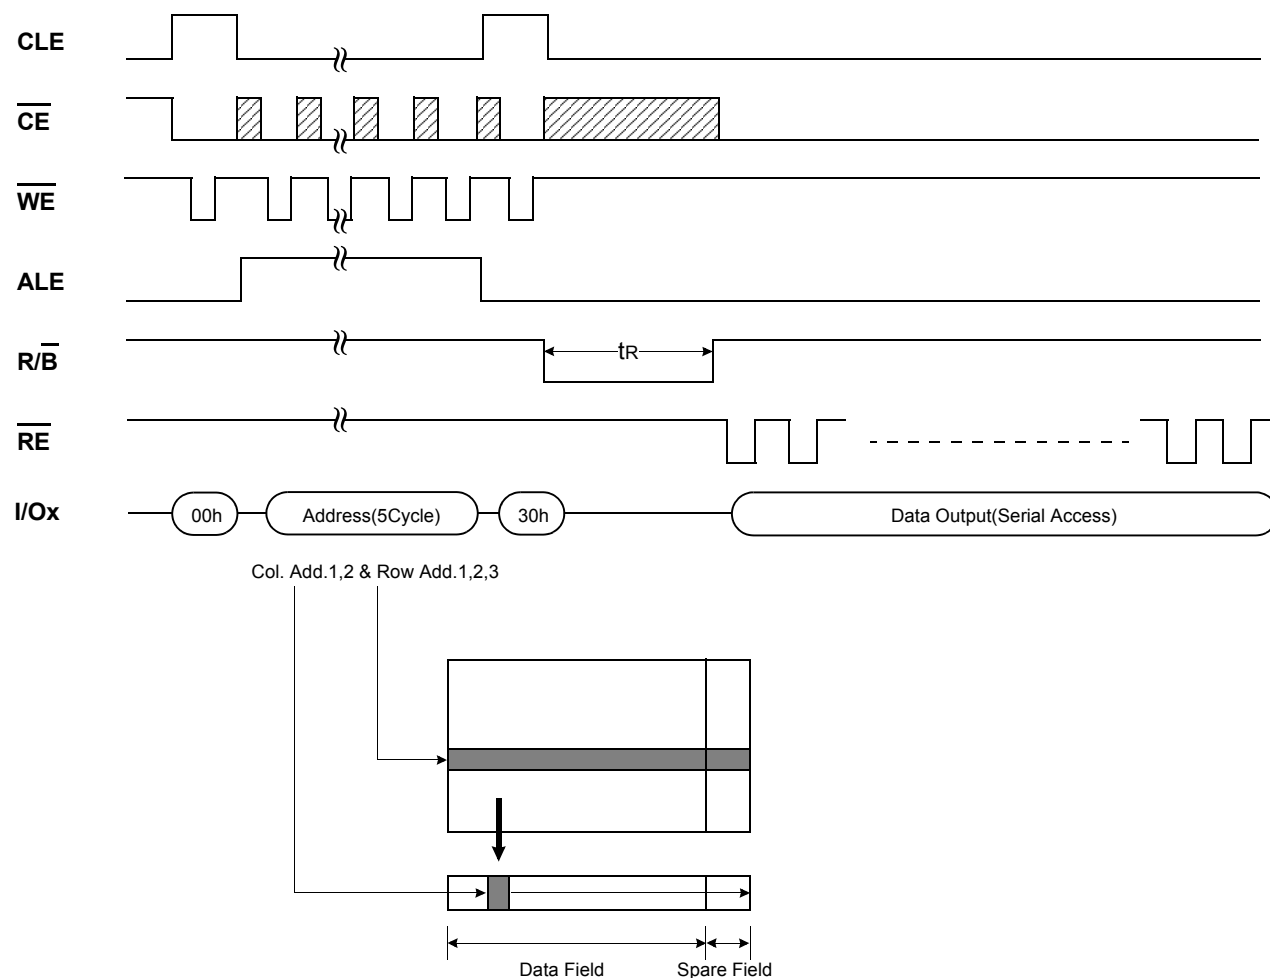 CLE
CE
WE
ALE
R/B
tR
RE
I/Ox
00h
Address(5Cycle)
30h
Data Output(Serial Access)
Col. Add.1,2 & Row Add.1,2,3
Data Field
Spare Field